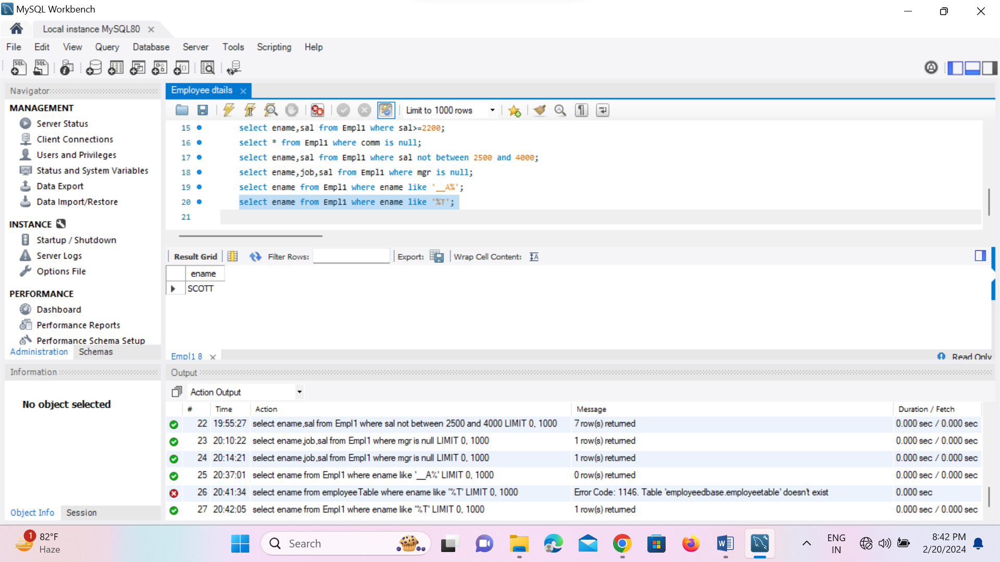 MySQL Workbench
Local instance MySQL80
File Edit View Query Database Server Tools Scripting Help
Navigator
MANAGEMENT
Server Status
Client Connections
Users and Privileges
Status and System Variables
Data Export
Data Import/Restore
INSTANCE
Startup / Shutdown
Server Logs
Options File
PERFORMANCE
Dashboard
Performance Reports
Performance Schema Setup
Administration Schemas
Information
No object selected
Object Info Session
Employee dtails
Limit to 1000 rows
15 select ename,sal from Empl1 where sal>=2200;
16 select * from Empl1 where comm is null;
17 select ename,sal from Empl1 where sal not between 2500 and 4000;
18 select ename,job,sal from Empl1 where mgr is null;
19 select ename from Empl1 where ename like '__A%';
20 select ename from Empl1 where ename like '%T';
21
Result Grid Filter Rows: Export: Wrap Cell Content:
ename
SCOTT
Empl1 8 Read Only
Output
Action Output
# Time Action Message Duration / Fetch
22 19:55:27 select ename,sal from Empl1 where sal not between 2500 and 4000 LIMIT 0, 1000 7 row(s) returned 0.000 sec / 0.000 sec
23 20:10:22 select ename,job,sal from Empl1 where mgr is null LIMIT 0, 1000 1 row(s) returned 0.000 sec / 0.000 sec
24 20:14:21 select ename,job,sal from Empl1 where mgr is null LIMIT 0, 1000 1 row(s) returned 0.000 sec / 0.000 sec
25 20:37:01 select ename from Empl1 where ename like '__A%' LIMIT 0, 1000 0 row(s) returned 0.000 sec / 0.000 sec
26 20:41:34 select ename from employeeTable where ename like '%T' LIMIT 0, 1000 Error Code: 1146. Table 'employeedbase.employeetable' doesn't exist 0.000 sec
27 20:42:05 select ename from Empl1 where ename like '%T' LIMIT 0, 1000 1 row(s) returned 0.000 sec / 0.000 sec
1
82°F
Haze
Search
ENG
IN
8:42 PM
2/20/2024